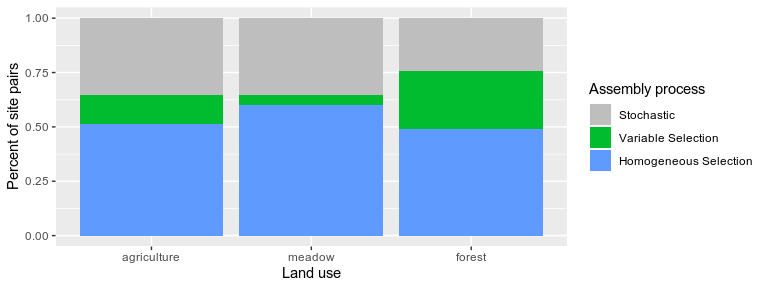 Percent of site pairs
1.00
0.75
0.50
0.25
0.00
agriculture
meadow
forest
Land use
Assembly process
Stochastic
Variable Selection
Homogeneous Selection